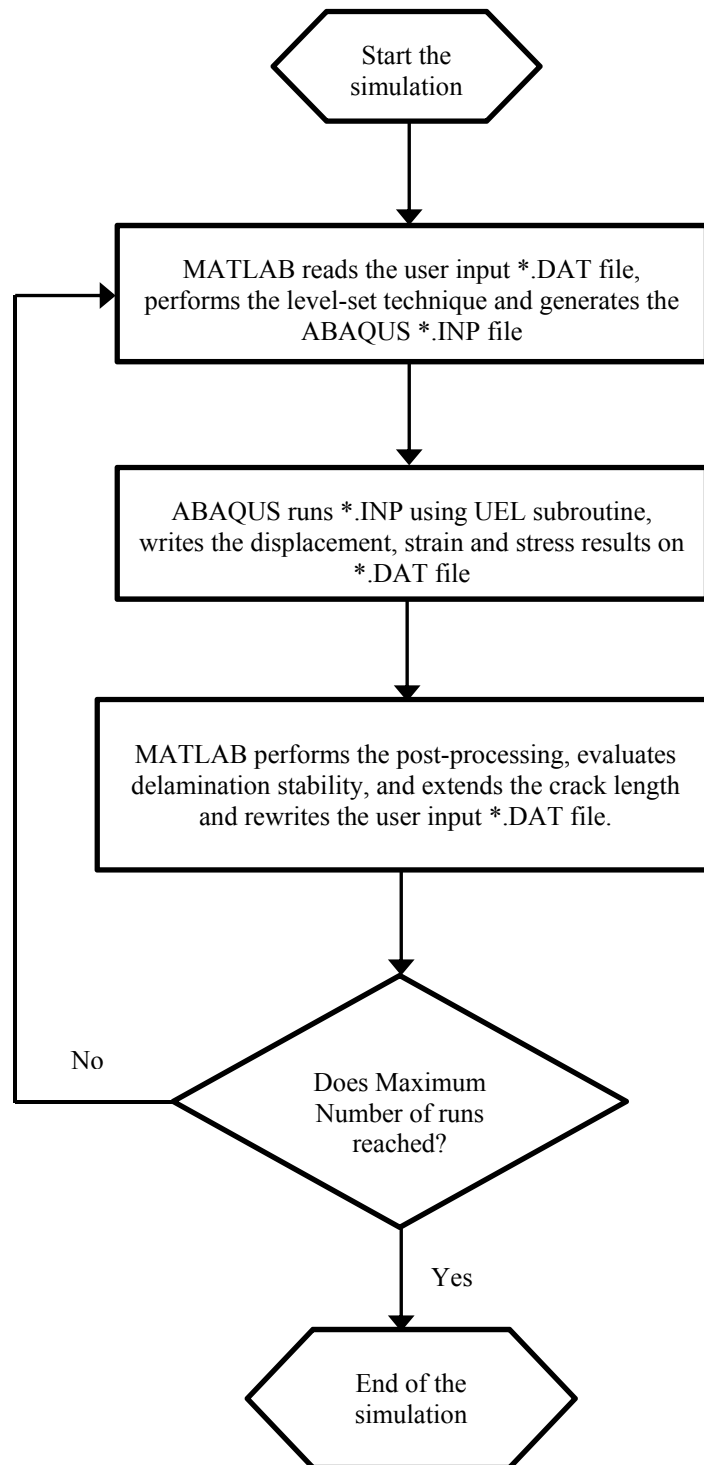 Start the
simulation
MATLAB reads the user input *.DAT file,
performs the level-set technique and generates the
ABAQUS *.INP file
ABAQUS runs *.INP using UEL subroutine,
writes the displacement, strain and stress results on
*.DAT file
MATLAB performs the post-processing, evaluates
delamination stability, and extends the crack length
and rewrites the user input *.DAT file.
No
Does Maximum
Number of runs
reached?
Yes
End of the
simulation